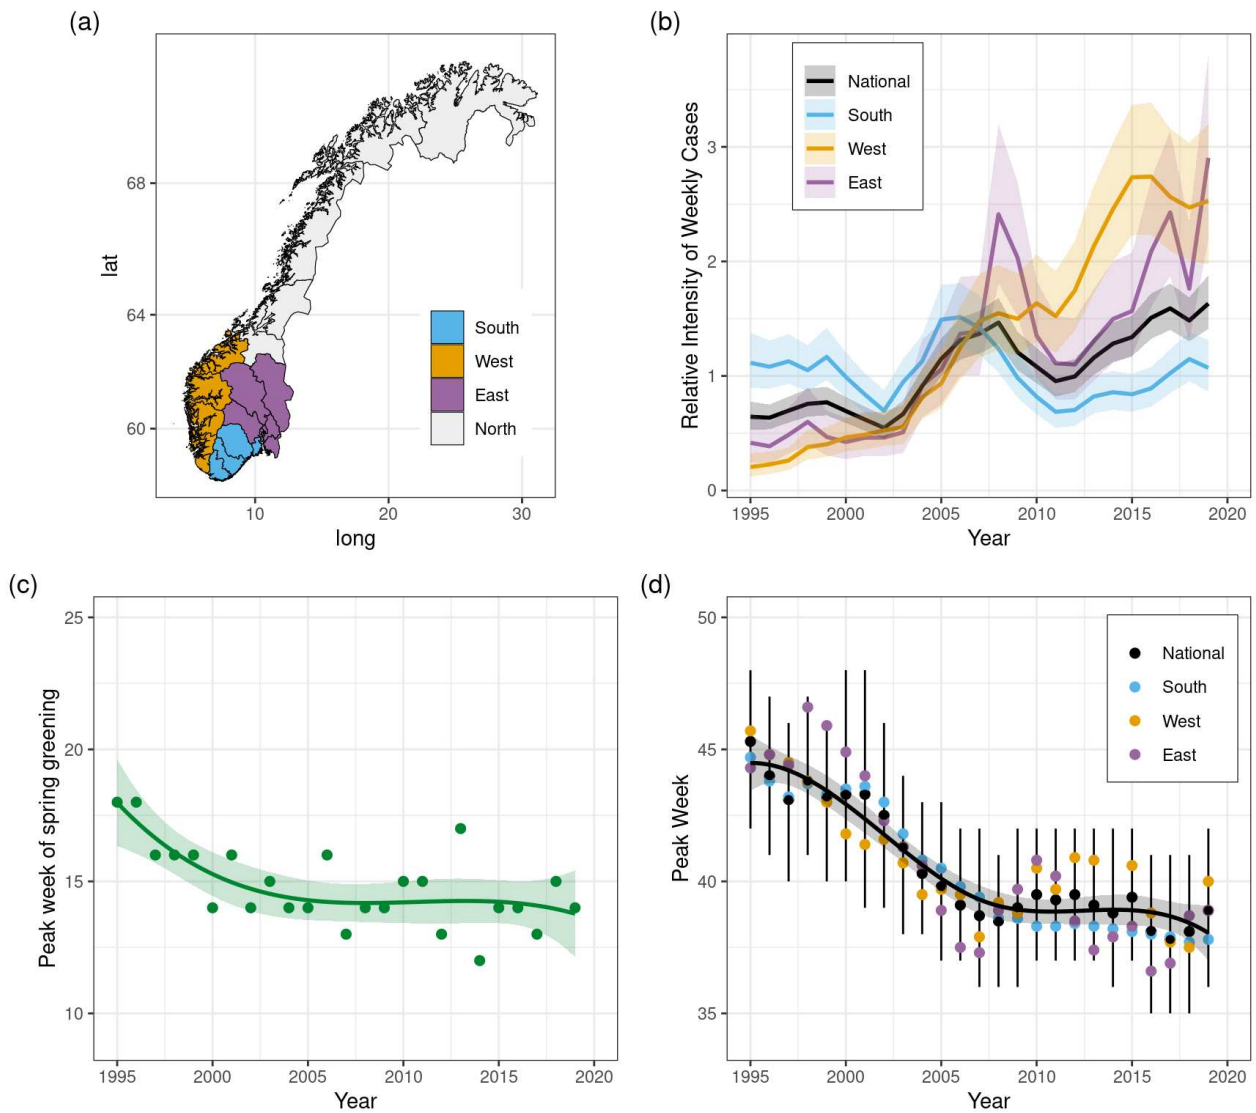 (a)
68
64
60
lat
10 20 30
long
South
West
East
North
(b)
3
2
1
0
Relative Intensity of Weekly Cases
1995 2000 2005 2010 2015 2020
Year
National
South
West
East
(c)
25
20
15
10
Peak week of spring greening
1995 2000 2005 2010 2015 2020
Year
(d)
50
45
40
35
Peak Week
1995 2000 2005 2010 2015 2020
Year
National
South
West
East